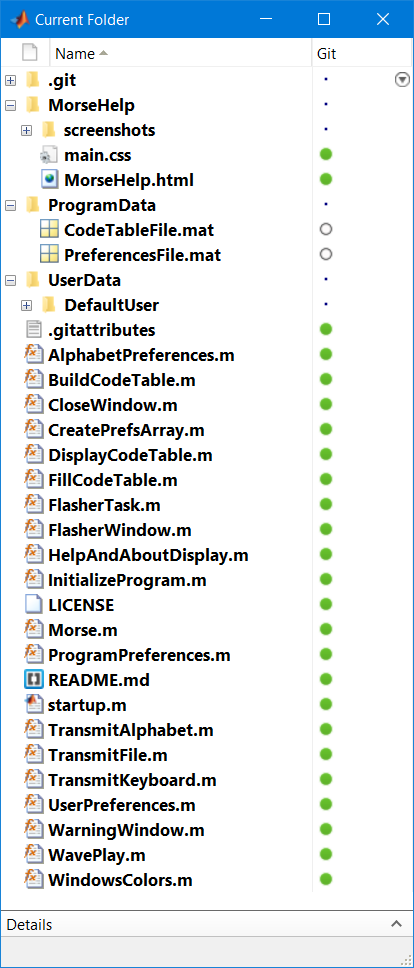 Current Folder
Name Git
.git
MorseHelp
screenshots
main.css
MorseHelp.html
ProgramData
CodeTableFile.mat
PreferencesFile.mat
UserData
DefaultUser
.gitattributes
AlphabetPreferences.m
BuildCodeTable.m
CloseWindow.m
CreatePrefsArray.m
DisplayCodeTable.m
FillCodeTable.m
FlasherTask.m
FlasherWindow.m
HelpAndAboutDisplay.m
InitializeProgram.m
LICENSE
Morse.m
ProgramPreferences.m
README.md
startup.m
TransmitAlphabet.m
TransmitFile.m
TransmitKeyboard.m
UserPreferences.m
WarningWindow.m
WavePlay.m
WindowsColors.m
Details